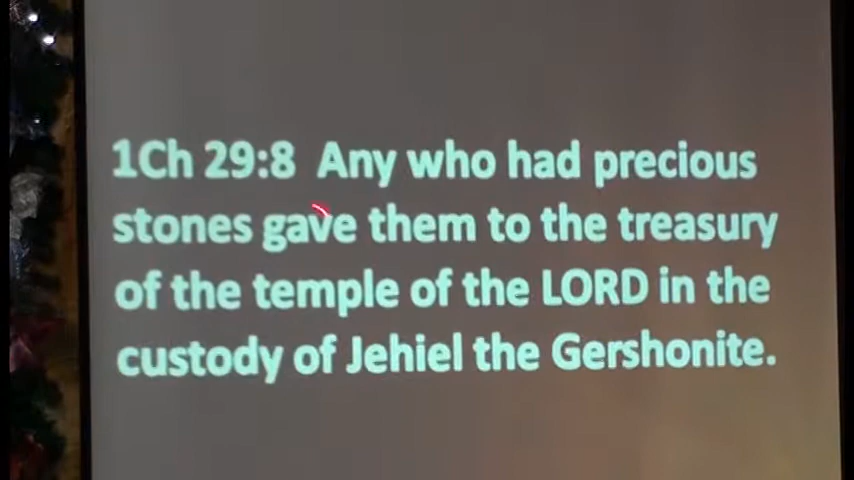 1Ch 29:8 Any who had precious
stones gave them to the treasury
of the temple of the LORD in the
custody of Jehiel the Gershonite.